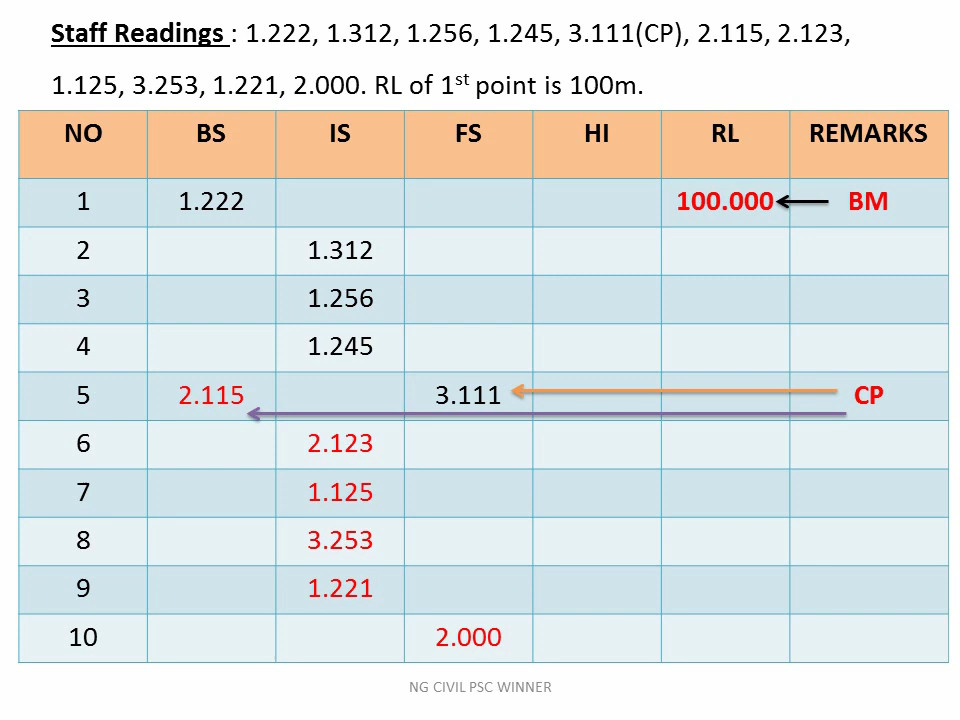 Staff Readings : 1.222, 1.312, 1.256, 1.245, 3.111(CP), 2.115, 2.123,
1.125, 3.253, 1.221, 2.000. RL of 1st point is 100m.
NO BS IS FS HI RL REMARKS
1 1.222 100.000 BM
2 1.312
3 1.256
4 1.245
5 2.115 3.111 CP
6 2.123
7 1.125
8 3.253
9 1.221
10 2.000
NG CIVIL PSC WINNER